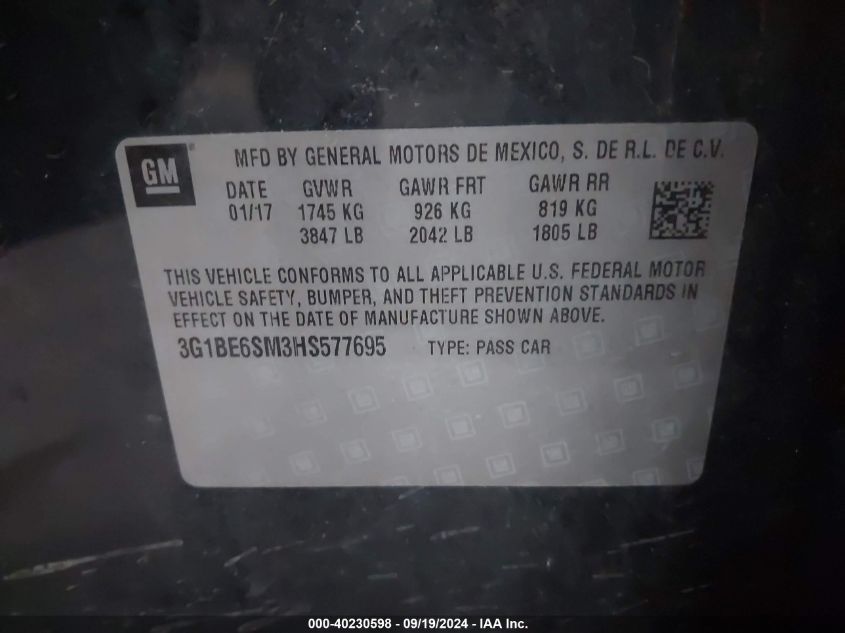 GM
MFD BY GENERAL MOTORS DE MEXICO, S. DE R.L. DE C.V.
DATE GVWR GAWR FRT GAWR RR
01/17 1745 KG 926 KG 819 KG
3847 LB 2042 LB 1805 LB
THIS VEHICLE CONFORMS TO ALL APPLICABLE U.S. FEDERAL MOTOR
VEHICLE SAFETY, BUMPER, AND THEFT PREVENTION STANDARDS IN
EFFECT ON THE DATE OF MANUFACTURE SHOWN ABOVE.
3G1BE6SM3HS577695 TYPE: PASS CAR
000-40230598 - 09/19/2024 - IAA Inc.